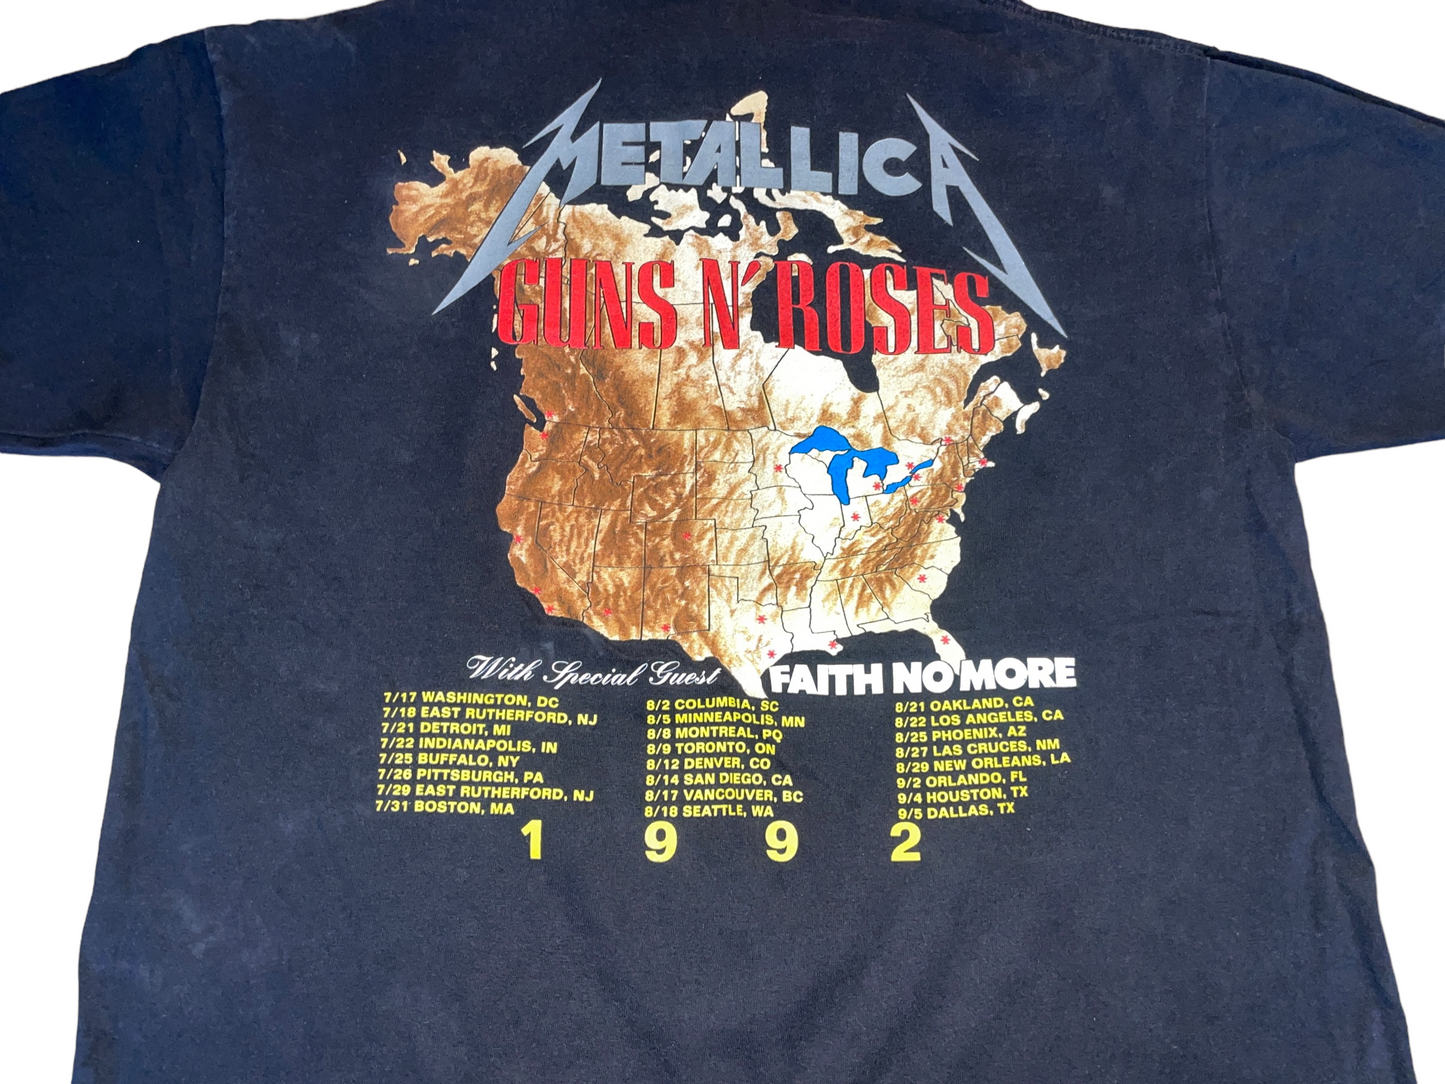 METALLICA
GUNS N' ROSES
With Special Guest FAITH NO MORE
7/17 WASHINGTON, DC
7/18 EAST RUTHERFORD, NJ
7/21 DETROIT, MI
7/22 INDIANAPOLIS, IN
7/25 BUFFALO, NY
7/26 PITTSBURGH, PA
7/29 EAST RUTHERFORD, NJ
7/31 BOSTON, MA
8/2 COLUMBIA, SC
8/5 MINNEAPOLIS, MN
8/8 MONTREAL, PQ
8/9 TORONTO, ON
8/12 DENVER, CO
8/14 SAN DIEGO, CA
8/17 VANCOUVER, BC
8/18 SEATTLE, WA
8/21 OAKLAND, CA
8/22 LOS ANGELES, CA
8/25 PHOENIX, AZ
8/27 LAS CRUCES, NM
8/29 NEW ORLEANS, LA
9/2 ORLANDO, FL
9/4 HOUSTON, TX
9/5 DALLAS, TX
1 9 9 2